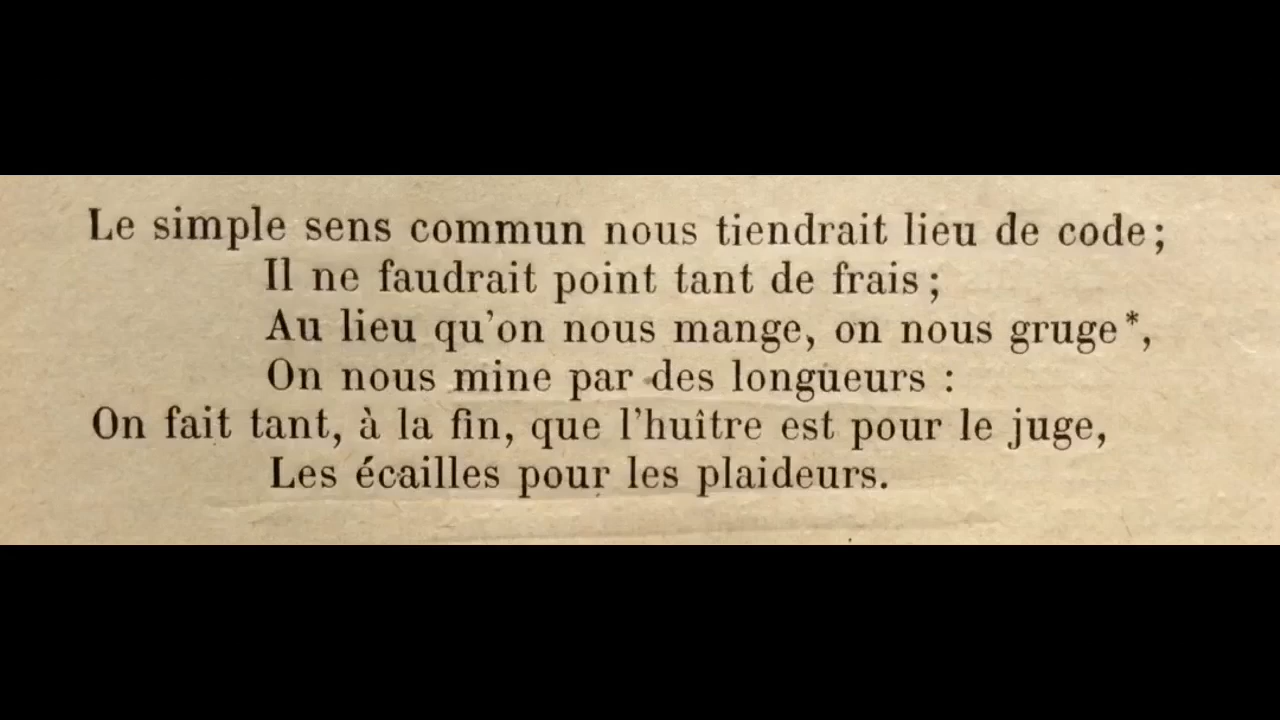 Le simple sens commun nous tiendrait lieu de code;
Il ne faudrait point tant de frais;
Au lieu qu'on nous mange, on nous gruge*,
On nous mine par des longueurs :
On fait tant, à la fin, que l'huître est pour le juge,
Les écailles pour les plaideurs.